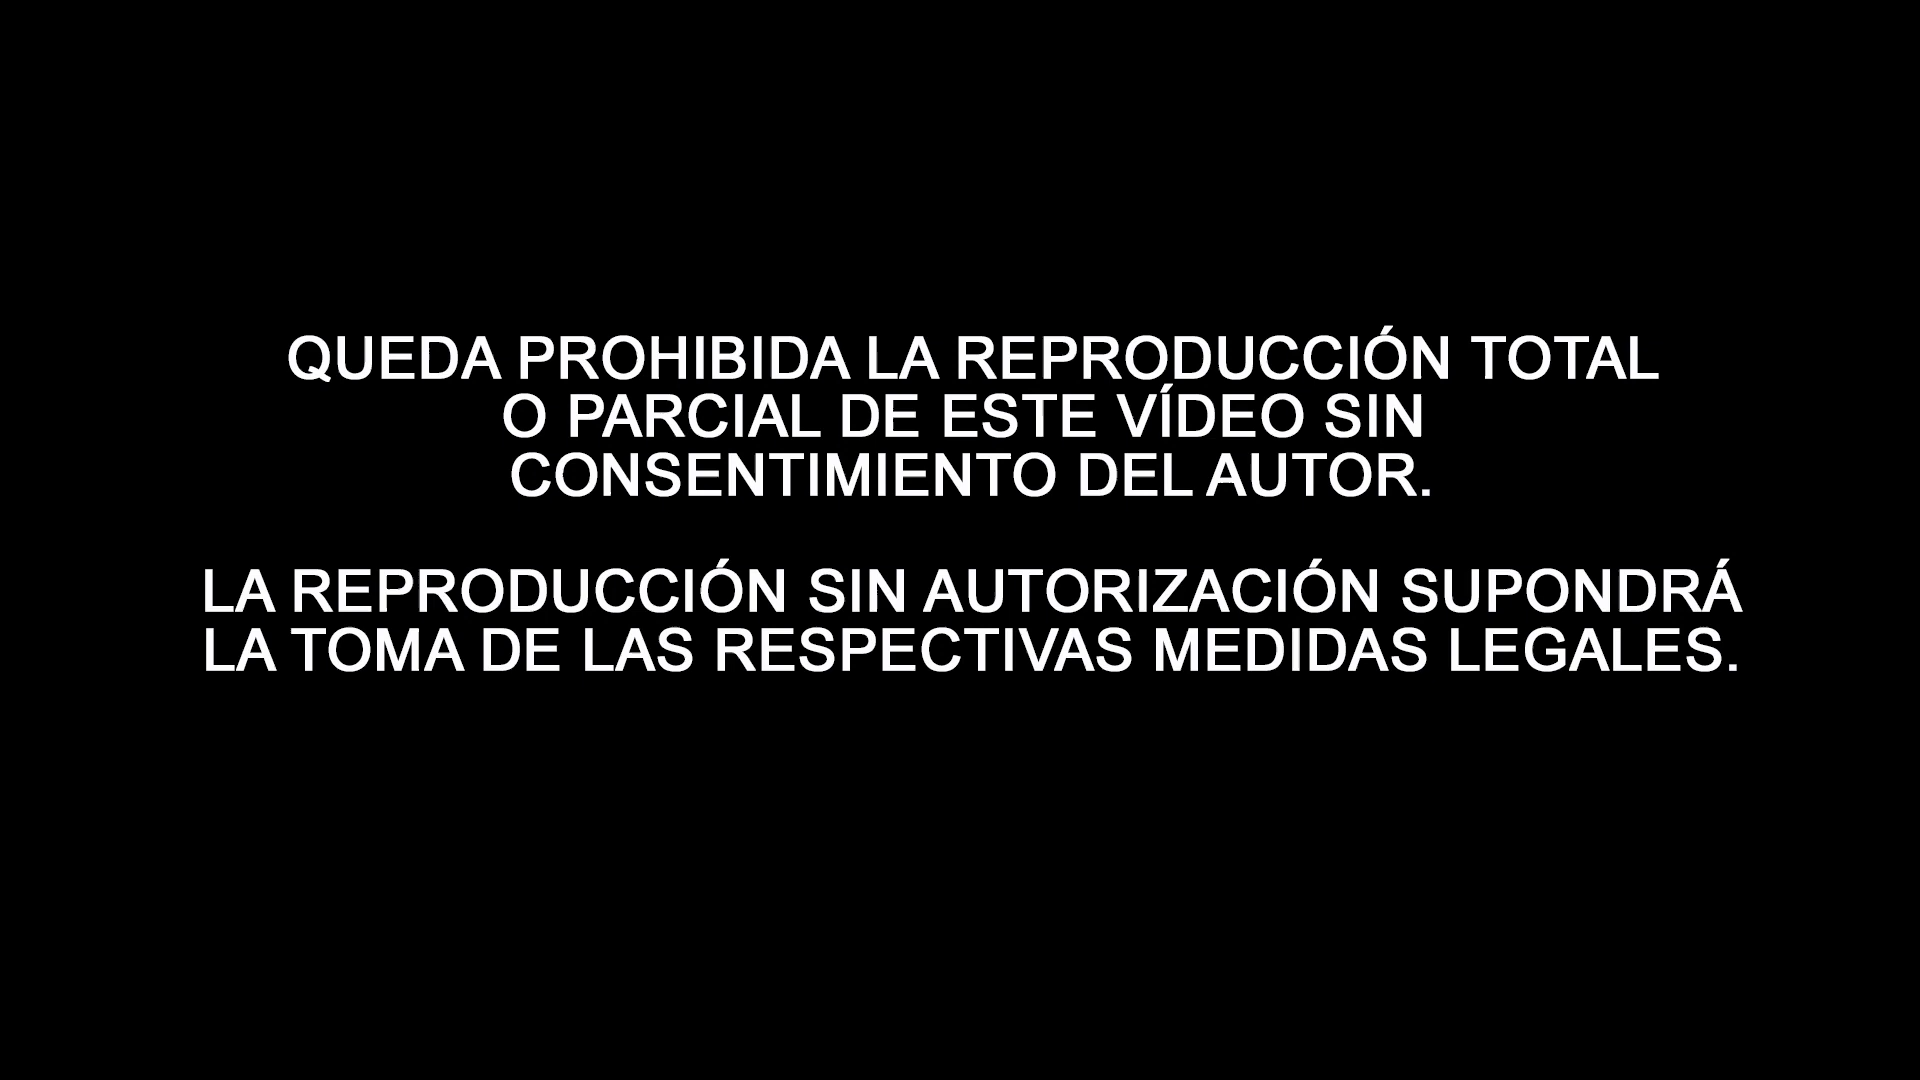 QUEDA PROHIBIDA LA REPRODUCCIÓN TOTAL
O PARCIAL DE ESTE VÍDEO SIN
CONSENTIMIENTO DEL AUTOR.
LA REPRODUCCIÓN SIN AUTORIZACIÓN SUPONDRÁ
LA TOMA DE LAS RESPECTIVAS MEDIDAS LEGALES.